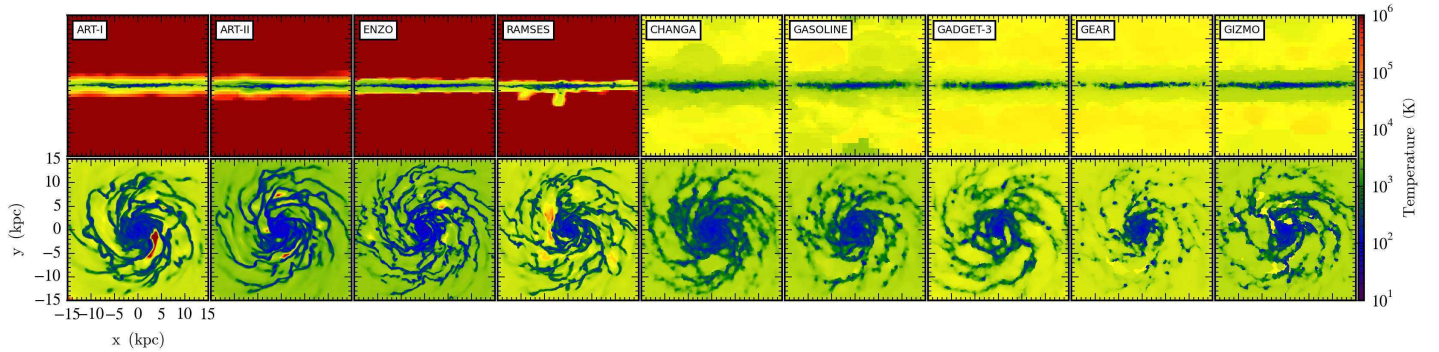 ART-I ART-II ENZO RAMSES CHANGA GASOLINE GADGET-3 GEAR GIZMO
10^6
10^5
10^4
10^3
10^2
10^1
Temperature (K)
15
10
5
0
−5
−10
−15
y (kpc)
−15 −10 −5 0 5 10 15
x (kpc)